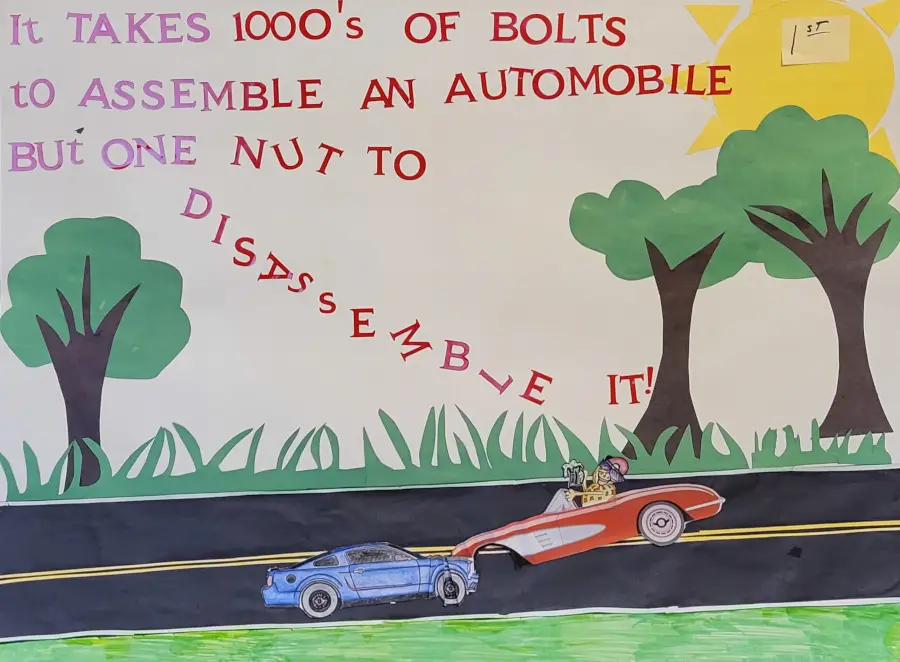 It TAKES 1000's OF BOLTS
1ST
tO ASSEMBLE AN AUTOMOBILE
BUt ONE NUT TO
DISASSEMBLE IT!